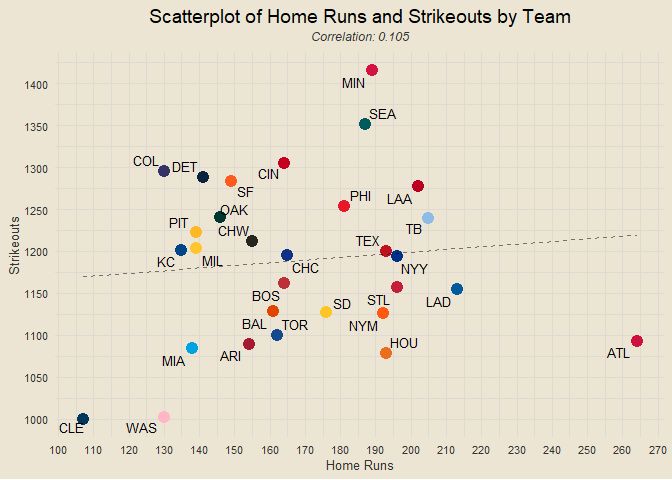 Scatterplot of Home Runs and Strikeouts by Team
Correlation: 0.105
1400
MIN
SEA
1350
1300
COL
DET
CIN
SF
PHI
LAA
1250
OAK
PIT
CHW
TB
TEX
1200
KC
MIL
CHC
NYY
Strikeouts
1150
BOS
SD
STL
LAD
BAL
TOR
NYM
1100
MIA
ARI
HOU
ATL
1050
1000
CLE
WAS
100 110 120 130 140 150 160 170 180 190 200 210 220 230 240 250 260 270
Home Runs